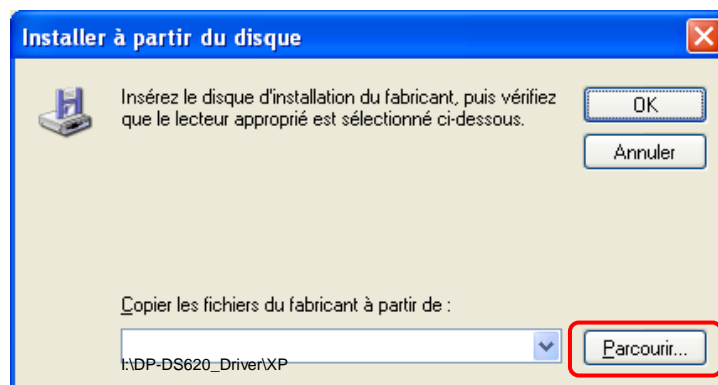 Installer à partir du disque
Insérez le disque d'installation du fabricant, puis vérifiez
que le lecteur approprié est sélectionné ci-dessous.
OK
Annuler
Copier les fichiers du fabricant à partir de :
I:\DP-DS620_Driver\XP
Parcourir...